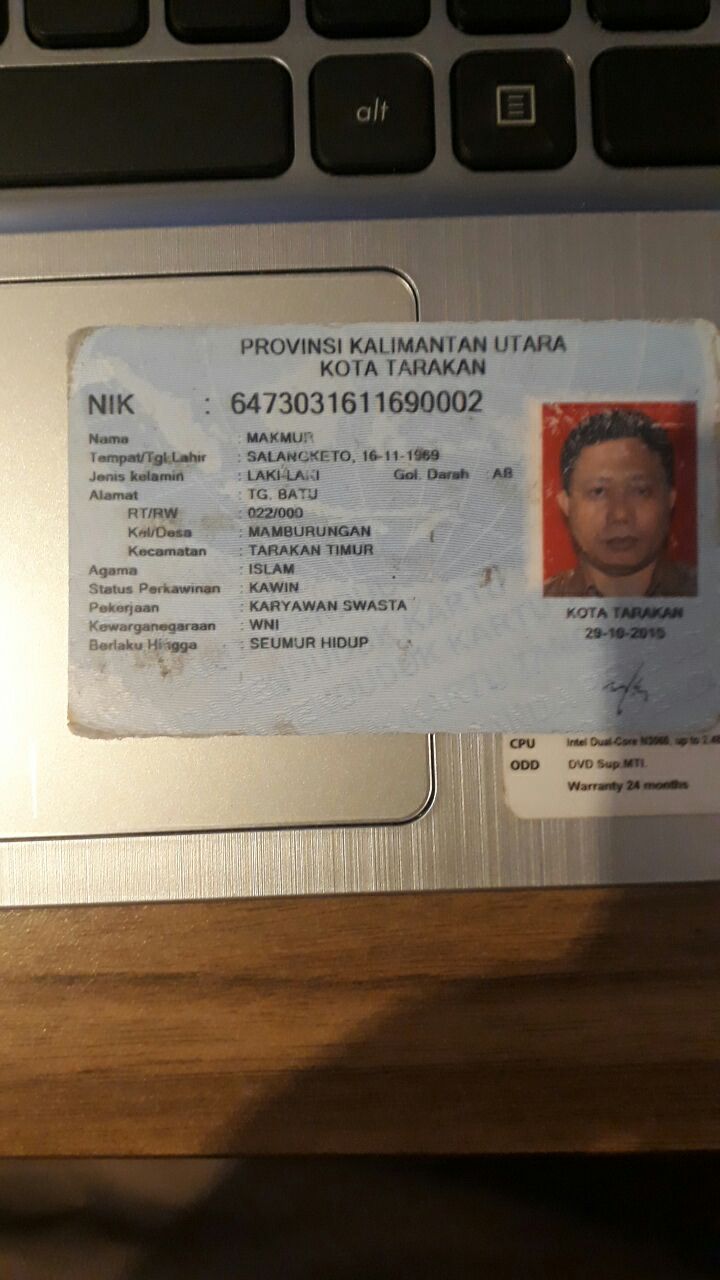 alt
PROVINSI KALIMANTAN UTARA
KOTA TARAKAN
NIK : 6473031611690002
Nama : MAKMUR
Tempat/Tgl Lahir : SALANGKETO, 16-11-1969
Jenis kelamin : LAKI-LAKI Gol. Darah AB
Alamat : TG. BATU
RT/RW : 022/000
Kel/Desa : MAMBURUNGAN
Kecamatan : TARAKAN TIMUR
Agama : ISLAM
Status Perkawinan : KAWIN
Pekerjaan : KARYAWAN SWASTA
Kewarganegaraan : WNI
Berlaku Hingga : SEUMUR HIDUP
KOTA TARAKAN
29-10-2015
CPU Intel Dual-Core N3060, up to 2.48
ODD DVD Sup.MTI.
Warranty 24 months